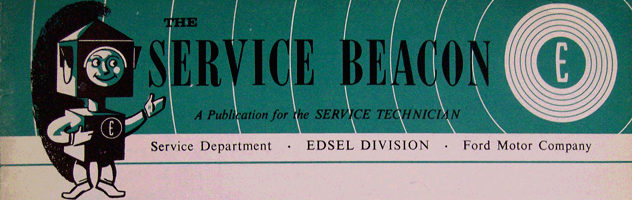 THE
SERVICE BEACON
E
A Publication for the SERVICE TECHNICIAN
E
Service Department · EDSEL DIVISION · Ford Motor Company